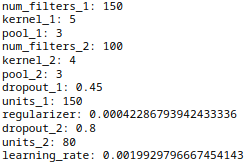 num_filters_1: 150
kernel_1: 5
pool_1: 3
num_filters_2: 100
kernel_2: 4
pool_2: 3
dropout_1: 0.45
units_1: 150
regularizer: 0.00042286793942433336
dropout_2: 0.8
units_2: 80
learning_rate: 0.0019929796667454143